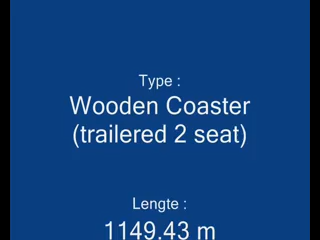 Type :
Wooden Coaster
(trailered 2 seat)
Lengte :
1149.43 m